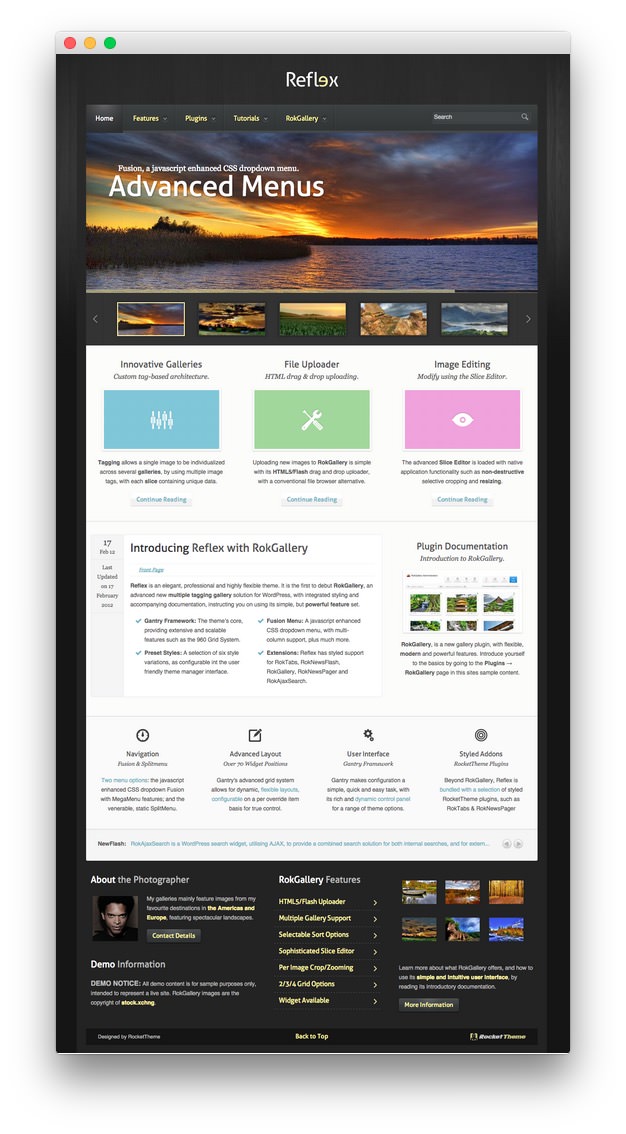 Reflex
Home Features Plugins Tutorials RokGallery Search
Fusion, a javascript enhanced CSS dropdown menu.
Advanced Menus
Innovative Galleries
Custom tag-based architecture.
Tagging allows a single image to be individualized
across several galleries, by using multiple image
tags, with each slice containing unique data.
Continue Reading
File Uploader
HTML drag & drop uploading.
Uploading new images to RokGallery is simple
with its HTML5/Flash drag and drop uploader,
with a conventional file browser alternative.
Continue Reading
Image Editing
Modify using the Slice Editor.
The advanced Slice Editor is loaded with native
application functionality such as non-destructive
selective cropping and resizing.
Continue Reading
17
Feb 12
Last
Updated
on 17
February
2012
Introducing Reflex with RokGallery
Front Page
Reflex is an elegant, professional and highly flexible theme. It is the first to debut RokGallery, an
advanced new multiple tagging gallery solution for WordPress, with integrated styling and
accompanying documentation, instructing you on using its simple, but powerful feature set.
Gantry Framework: The theme's core,
providing extensive and scalable
features such as the 960 Grid System.
Preset Styles: A selection of six style
variations, as configurable int the user
friendly theme manager interface.
Fusion Menu: A javascript enhanced
CSS dropdown menu, with multi-
column support, plus much more.
Extensions: Reflex has styled support
for RokTabs, RokNewsFlash,
RokGallery, RokNewsPager and
RokAjaxSearch.
Plugin Documentation
Introduction to RokGallery.
RokGallery, is a new gallery plugin, with flexible,
modern and powerful features. Introduce yourself
to the basics by going to the Plugins →
RokGallery page in this sites sample content.
Navigation
Fusion & Splitmenu
Two menu options: the javascript
enhanced CSS dropdown Fusion
with MegaMenu features; and the
venerable, static SplitMenu.
Advanced Layout
Over 70 Widget Positions
Gantry's advanced grid system
allows for dynamic, flexible layouts,
configurable on a per override item
basis for true control.
User Interface
Gantry Framework
Gantry makes configuration a
simple, quick and easy task, with
its rich and dynamic control panel
for a range of theme options.
Styled Addons
RocketTheme Plugins
Beyond RokGallery, Reflex is
bundled with a selection of styled
RocketTheme plugins, such as
RokTabs & RokNewsPager
NewFlash: RokAjaxSearch is a WordPress search widget, utilising AJAX, to provide a combined search solution for both internal searches, and for extern...
About the Photographer
My galleries mainly feature images from my
favourite destinations in the Americas and
Europe, featuring spectacular landscapes.
Contact Details
Demo Information
DEMO NOTICE: All demo content is for sample purposes only,
intended to represent a live site. RokGallery images are the
copyright of stock.xchng.
RokGallery Features
HTML5/Flash Uploader
Multiple Gallery Support
Selectable Sort Options
Sophisticated Slice Editor
Per Image Crop/Zooming
2/3/4 Grid Options
Widget Available
Learn more about what RokGallery offers, and how to
use its simple and intuitive user interface, by
reading its introductory documentation.
More Information
Designed by RocketTheme
Back to Top
RocketTheme